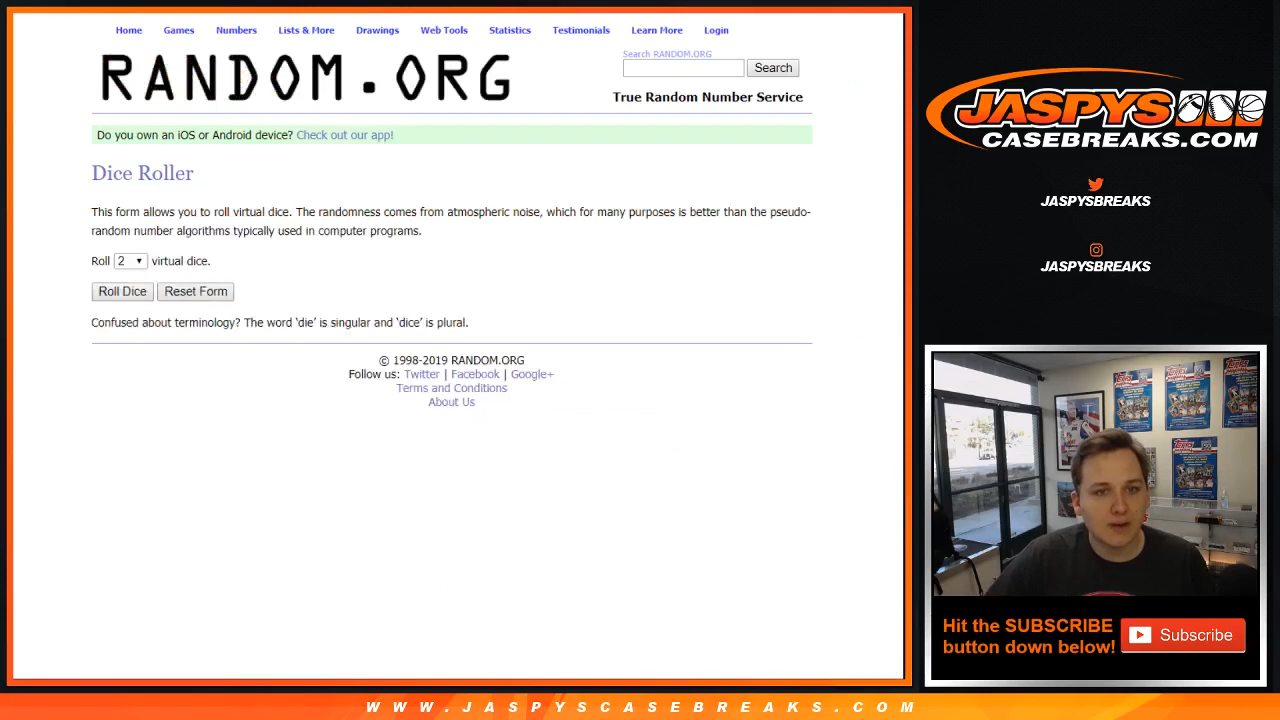 Home Games Numbers Lists & More Drawings Web Tools Statistics Testimonials Learn More Login
RANDOM.ORG
Search RANDOM.ORG
Search
True Random Number Service
Do you own an iOS or Android device? Check out our app!
Dice Roller
This form allows you to roll virtual dice. The randomness comes from atmospheric noise, which for many purposes is better than the pseudo-
random number algorithms typically used in computer programs.
Roll 2 virtual dice.
Roll Dice Reset Form
Confused about terminology? The word ‘die’ is singular and ‘dice’ is plural.
© 1998-2019 RANDOM.ORG
Follow us: Twitter | Facebook | Google+
Terms and Conditions
About Us
JASPYS
CASEBREAKS.COM
JASPYSBREAKS
JASPYSBREAKS
topps
topps
topps
Hit the SUBSCRIBE
button down below!
Subscribe
WWW.JASPYSCASEBREAKS.COM